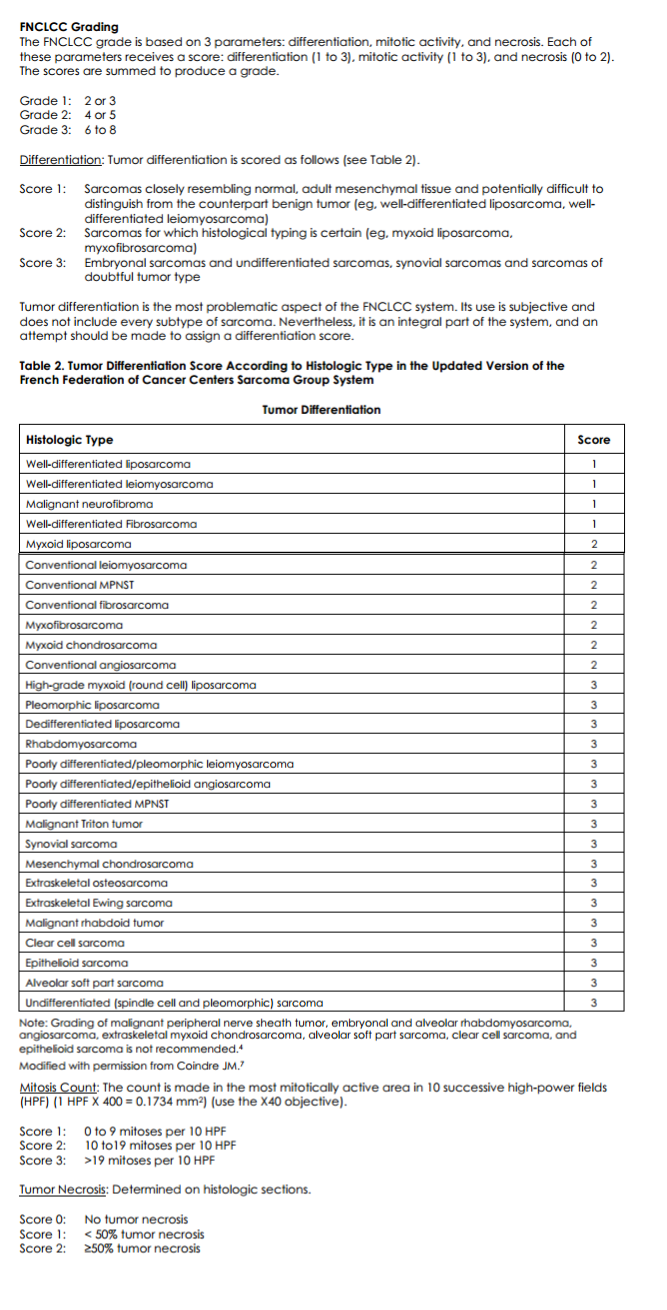 FNCLCC Grading
The FNCLCC grade is based on 3 parameters: differentiation, mitotic activity, and necrosis. Each of
these parameters receives a score: differentiation (1 to 3), mitotic activity (1 to 3), and necrosis (0 to 2).
The scores are summed to produce a grade.
Grade 1: 2 or 3
Grade 2: 4 or 5
Grade 3: 6 to 8
Differentiation: Tumor differentiation is scored as follows (see Table 2).
Score 1: Sarcomas closely resembling normal, adult mesenchymal tissue and potentially difficult to
distinguish from the counterpart benign tumor (eg, well-differentiated liposarcoma, well-
differentiated leiomyosarcoma)
Score 2: Sarcomas for which histological typing is certain (eg, myxoid liposarcoma,
myxofibrosarcoma)
Score 3: Embryonal sarcomas and undifferentiated sarcomas, synovial sarcomas and sarcomas of
doubtful tumor type
Tumor differentiation is the most problematic aspect of the FNCLCC system. Its use is subjective and
does not include every subtype of sarcoma. Nevertheless, it is an integral part of the system, and an
attempt should be made to assign a differentiation score.
Table 2. Tumor Differentiation Score According to Histologic Type in the Updated Version of the
French Federation of Cancer Centers Sarcoma Group System
Tumor Differentiation
Histologic Type Score
Well-differentiated liposarcoma 1
Well-differentiated leiomyosarcoma 1
Malignant neurofibroma 1
Well-differentiated Fibrosarcoma 1
Myxoid liposarcoma 2
Conventional leiomyosarcoma 2
Conventional MPNST 2
Conventional fibrosarcoma 2
Myxofibrosarcoma 2
Myxoid chondrosarcoma 2
Conventional angiosarcoma 2
High-grade myxoid (round cell) liposarcoma 3
Pleomorphic liposarcoma 3
Dedifferentiated liposarcoma 3
Rhabdomyosarcoma 3
Poorly differentiated/pleomorphic leiomyosarcoma 3
Poorly differentiated/epithelioid angiosarcoma 3
Poorly differentiated MPNST 3
Malignant Triton tumor 3
Synovial sarcoma 3
Mesenchymal chondrosarcoma 3
Extraskeletal osteosarcoma 3
Extraskeletal Ewing sarcoma 3
Malignant rhabdoid tumor 3
Clear cell sarcoma 3
Epithelioid sarcoma 3
Alveolar soft part sarcoma 3
Undifferentiated (spindle cell and pleomorphic) sarcoma 3
Note: Grading of malignant peripheral nerve sheath tumor, embryonal and alveolar rhabdomyosarcoma,
angiosarcoma, extraskeletal myxoid chondrosarcoma, alveolar soft part sarcoma, clear cell sarcoma, and
epithelioid sarcoma is not recommended.⁴
Modified with permission from Coindre JM.⁷
Mitosis Count: The count is made in the most mitotically active area in 10 successive high-power fields
(HPF) (1 HPF X 400 = 0.1734 mm²) (use the X40 objective).
Score 1: 0 to 9 mitoses per 10 HPF
Score 2: 10 to19 mitoses per 10 HPF
Score 3: >19 mitoses per 10 HPF
Tumor Necrosis: Determined on histologic sections.
Score 0: No tumor necrosis
Score 1: < 50% tumor necrosis
Score 2: ≥50% tumor necrosis